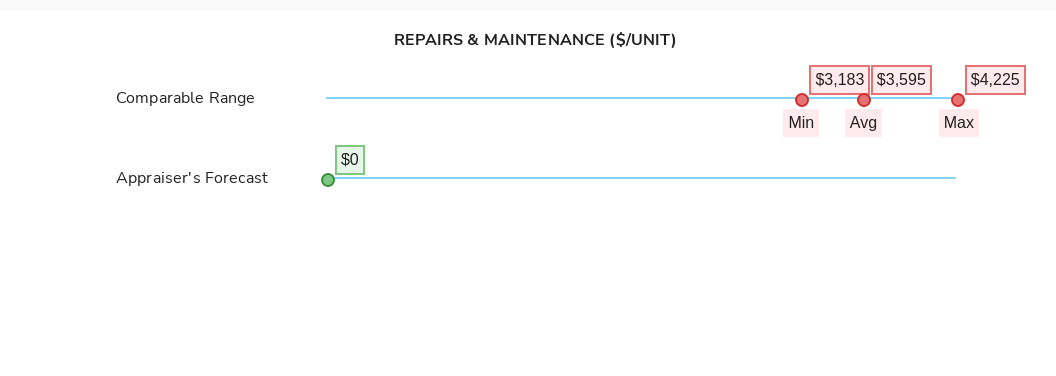 REPAIRS & MAINTENANCE ($/UNIT)
$3,183 $3,595 $4,225
Comparable Range
Min Avg Max
$0
Appraiser's Forecast